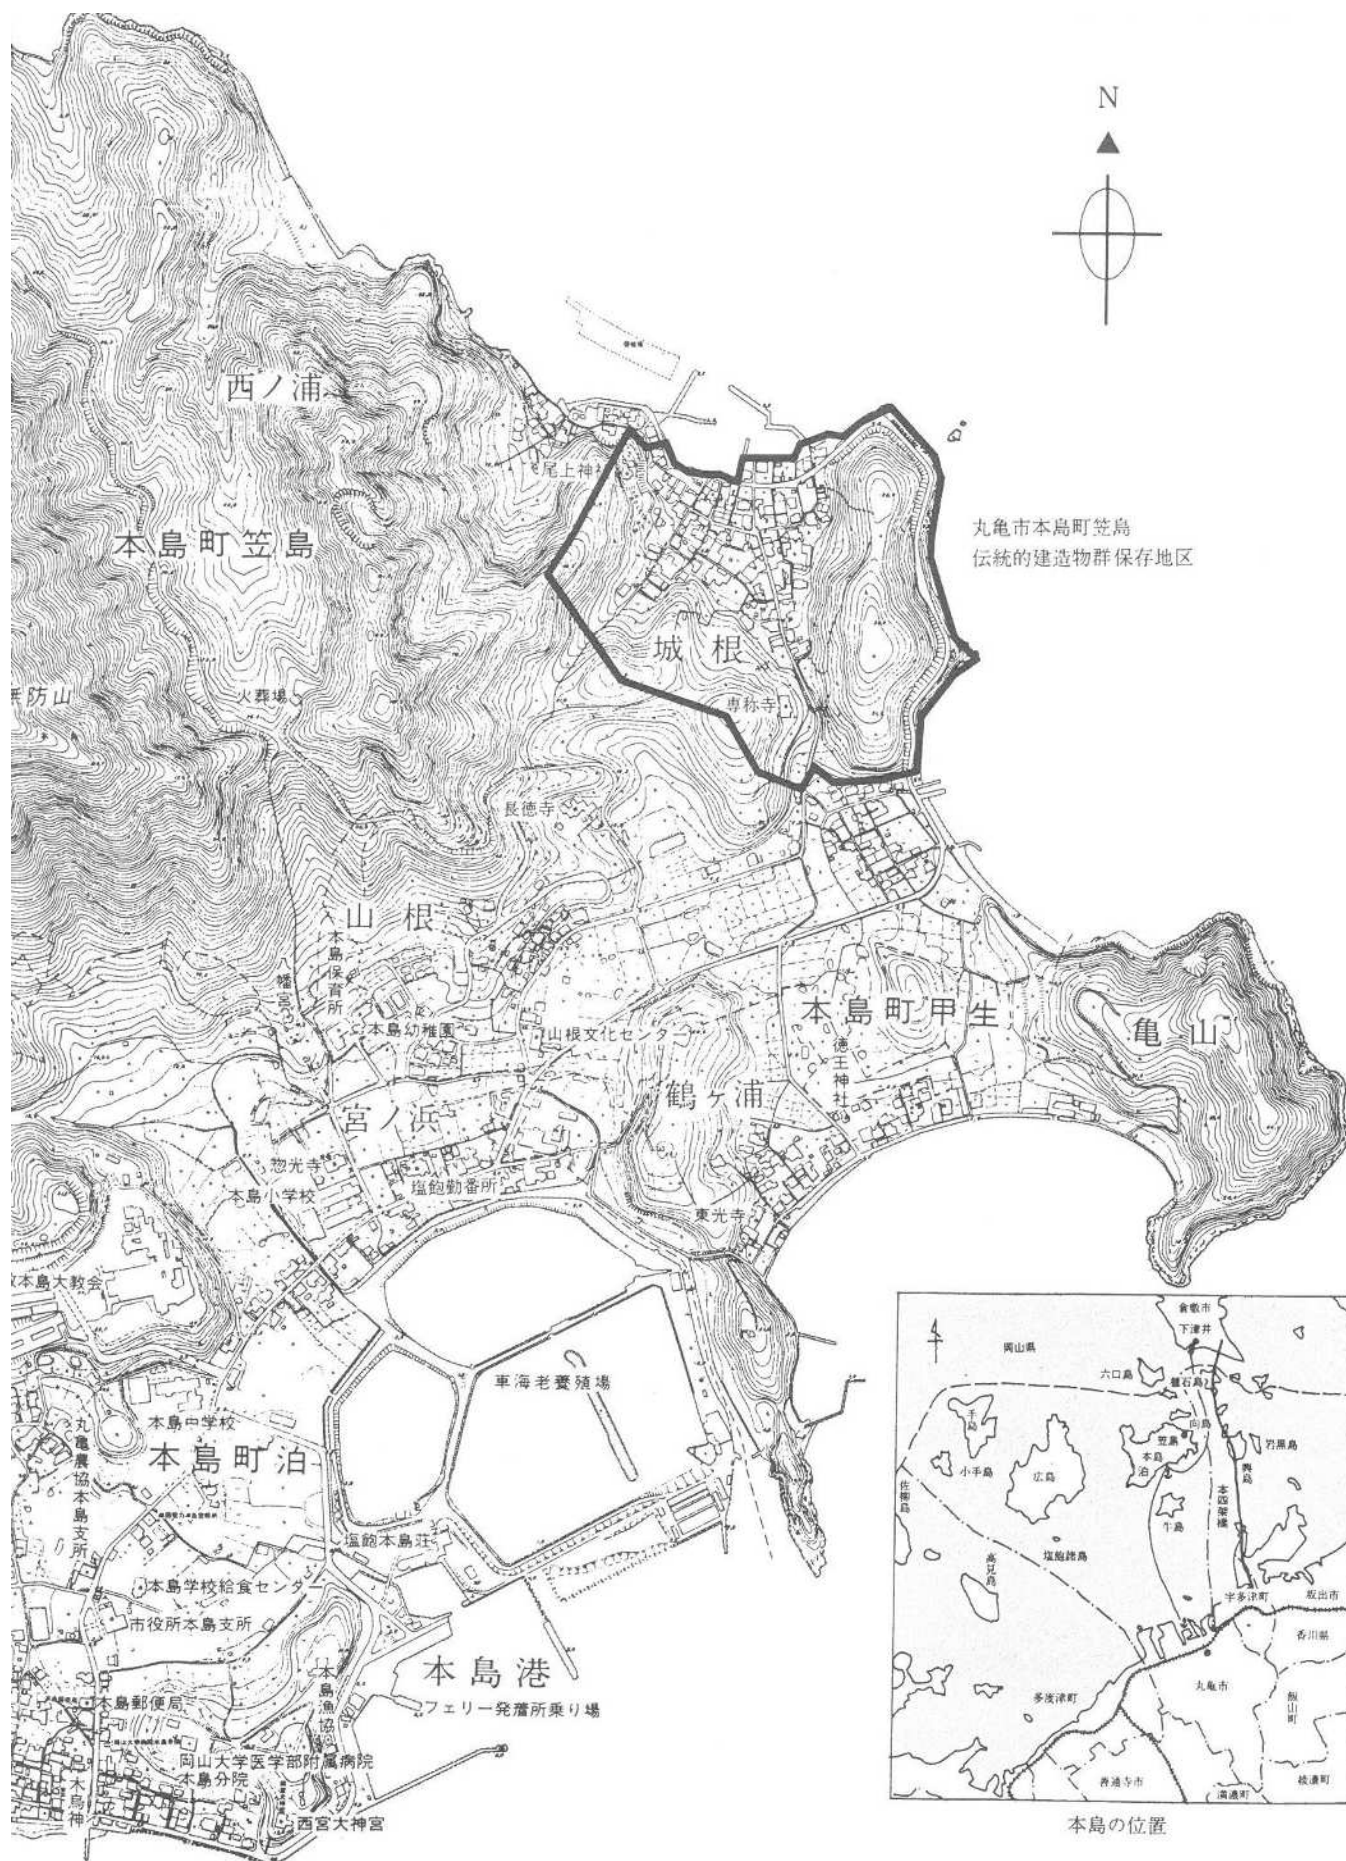 N
西ノ浦
尾上神社
本島町笠島
丸亀市本島町笠島
伝統的建造物群保存地区
城根
専称寺
火葬場
無防山
長徳寺
山根
本島保育所
八幡宮
本島幼稚園
山根文化センター
本島町甲生
徳玉神社
亀山
鶴ヶ浦
宮ノ浜
惣光寺
本島小学校
塩飽勤番所
東光寺
本島大教会
車海老養殖場
本島中学校
本島町泊
丸亀農協本島支所
塩飽本島荘
本島学校給食センター
市役所本島支所
本島港
フェリー発着所乗り場
本島漁協
本島郵便局
岡山大学医学部附属病院
本島分院
木烏神
西宮大神宮
倉敷市
下津井
岡山県
六口島
櫃石島
手島
向島
笠島
本島
泊
岩黒島
小手島
広島
与島
佐柳島
本四架橋
牛島
塩飽諸島
高見島
宇多津町
坂出市
香川県
丸亀市
多度津町
飯山町
善通寺市
満濃町
綾歌町
本島の位置